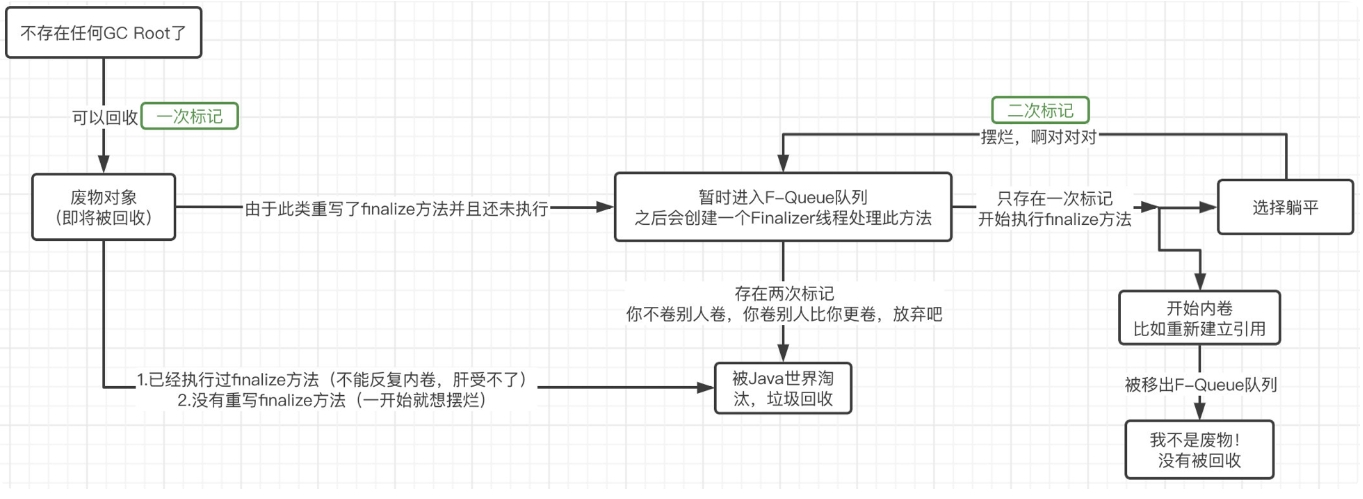 不存在任何GC Root了
可以回收
一次标记
废物对象
（即将被回收）
由于此类重写了finalize方法并且还未执行
暂时进入F-Queue队列
之后会创建一个Finalizer线程处理此方法
二次标记
摆烂，啊对对对
只存在一次标记
开始执行finalize方法
选择躺平
存在两次标记
你不卷别人卷，你卷别人比你更卷，放弃吧
开始内卷
比如重新建立引用
1.已经执行过finalize方法（不能反复内卷，肝受不了）
2.没有重写finalize方法（一开始就想摆烂）
被Java世界淘
汰，垃圾回收
被移出F-Queue队列
我不是废物！
没有被回收